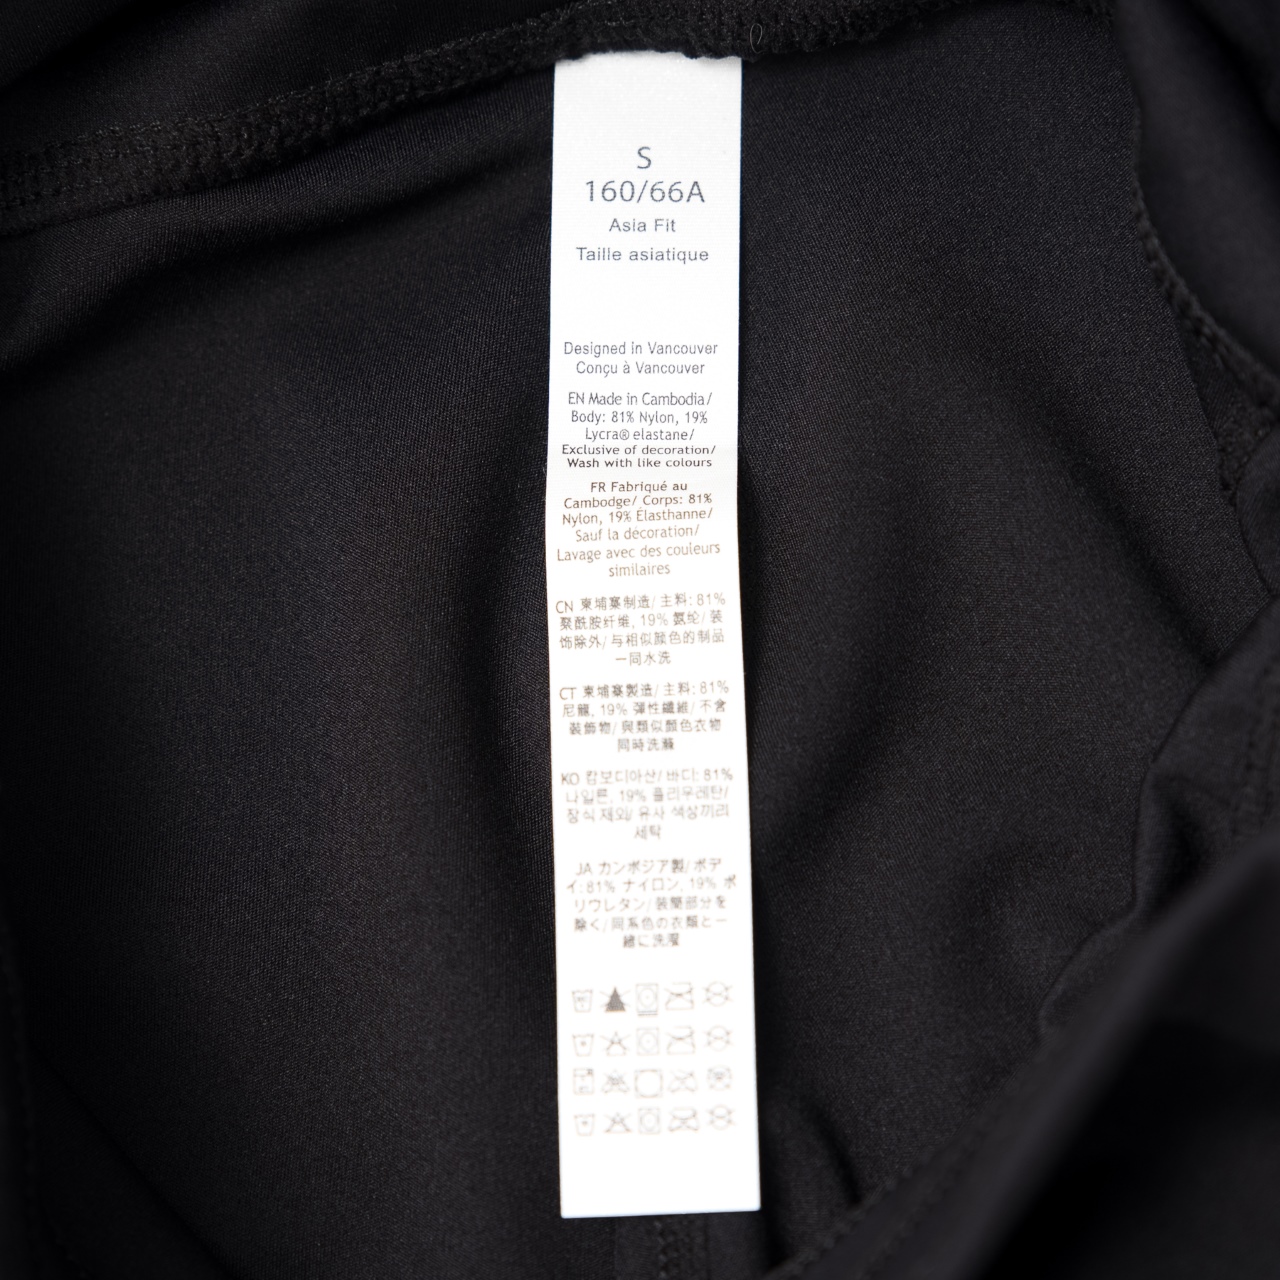 S
160/66A
Asia Fit
Taille asiatique
Designed in Vancouver
Conçu à Vancouver
EN Made in Cambodia/
Body: 81% Nylon, 19%
Lycra® elastane/
Exclusive of decoration/
Wash with like colours
FR Fabriqué au
Cambodge/ Corps: 81%
Nylon, 19% Élasthanne/
Sauf la décoration/
Lavage avec des couleurs
similaires
CN 柬埔寨制造/ 主料: 81%
聚酰胺纤维, 19% 氨纶/ 装
饰除外/ 与相似颜色的制品
一同水洗
CT 柬埔寨製造/ 主料: 81%
尼龍, 19% 彈性纖維/ 不含
裝飾物/ 與類似顏色衣物
同時洗滌
KO 캄보디아산/ 바디: 81%
나일론, 19% 폴리우레탄/
장식 제외/ 유사 색상끼리
세탁
JA カンボジア製/ ボデ
イ: 81% ナイロン, 19% ポ
リウレタン/ 装飾部分を
除く/ 同系色の衣類と一
緒に洗濯